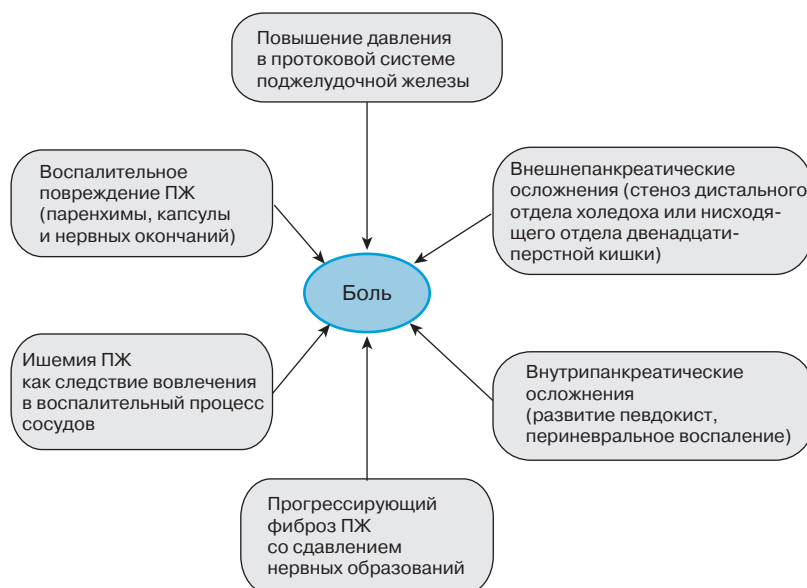 Повышение давления
в протоковой системе
поджелудочной железы
Воспалительное
повреждение ПЖ
(паренхимы, капсулы
и нервных окончаний)
Внешнепанкреатические
осложнения (стеноз дистального
отдела холедоха или нисходя-
щего отдела двенадцати-
перстной кишки)
Боль
Ишемия ПЖ
как следствие вовлечения
в воспалительный процесс
сосудов
Внутрипанкреатические
осложнения
(развитие певдокист,
периневральное воспаление)
Прогрессирующий
фиброз ПЖ
со сдавлением
нервных образований